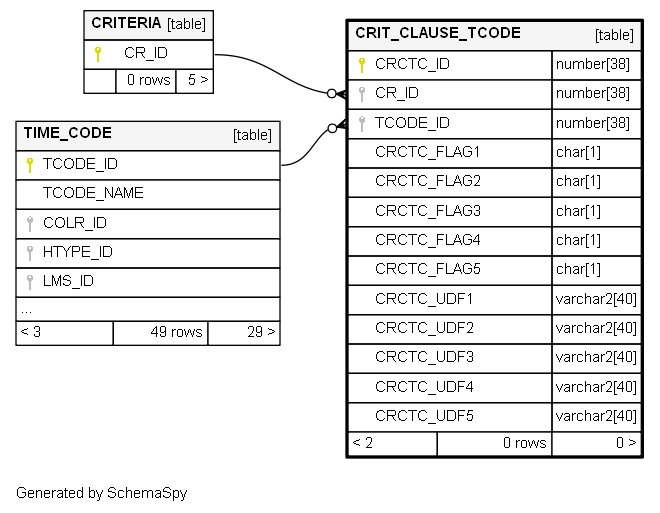 CRITERIA [table]
CR_ID
0 rows 5 >
TIME_CODE [table]
TCODE_ID
TCODE_NAME
COLR_ID
HTYPE_ID
LMS_ID
...
< 3 49 rows 29 >
CRIT_CLAUSE_TCODE [table]
CRCTC_ID number[38]
CR_ID number[38]
TCODE_ID number[38]
CRCTC_FLAG1 char[1]
CRCTC_FLAG2 char[1]
CRCTC_FLAG3 char[1]
CRCTC_FLAG4 char[1]
CRCTC_FLAG5 char[1]
CRCTC_UDF1 varchar2[40]
CRCTC_UDF2 varchar2[40]
CRCTC_UDF3 varchar2[40]
CRCTC_UDF4 varchar2[40]
CRCTC_UDF5 varchar2[40]
< 2 0 rows 0 >
Generated by SchemaSpy